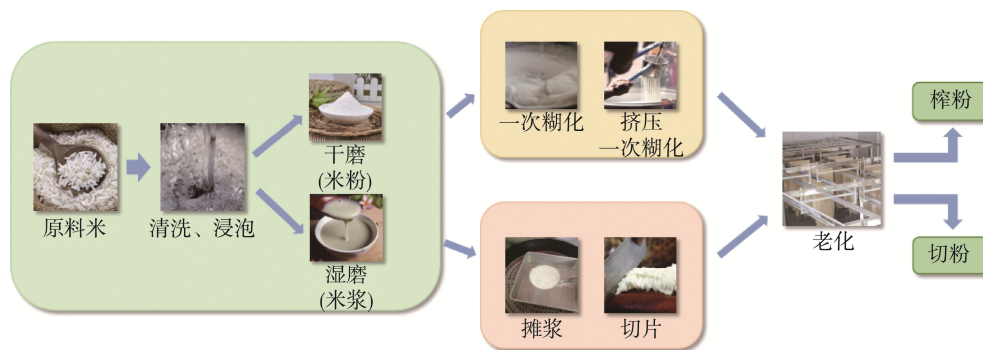 原料米
清洗、浸泡
干磨
(米粉)
湿磨
(米浆)
一次糊化
挤压
一次糊化
摊浆
切片
老化
榨粉
切粉